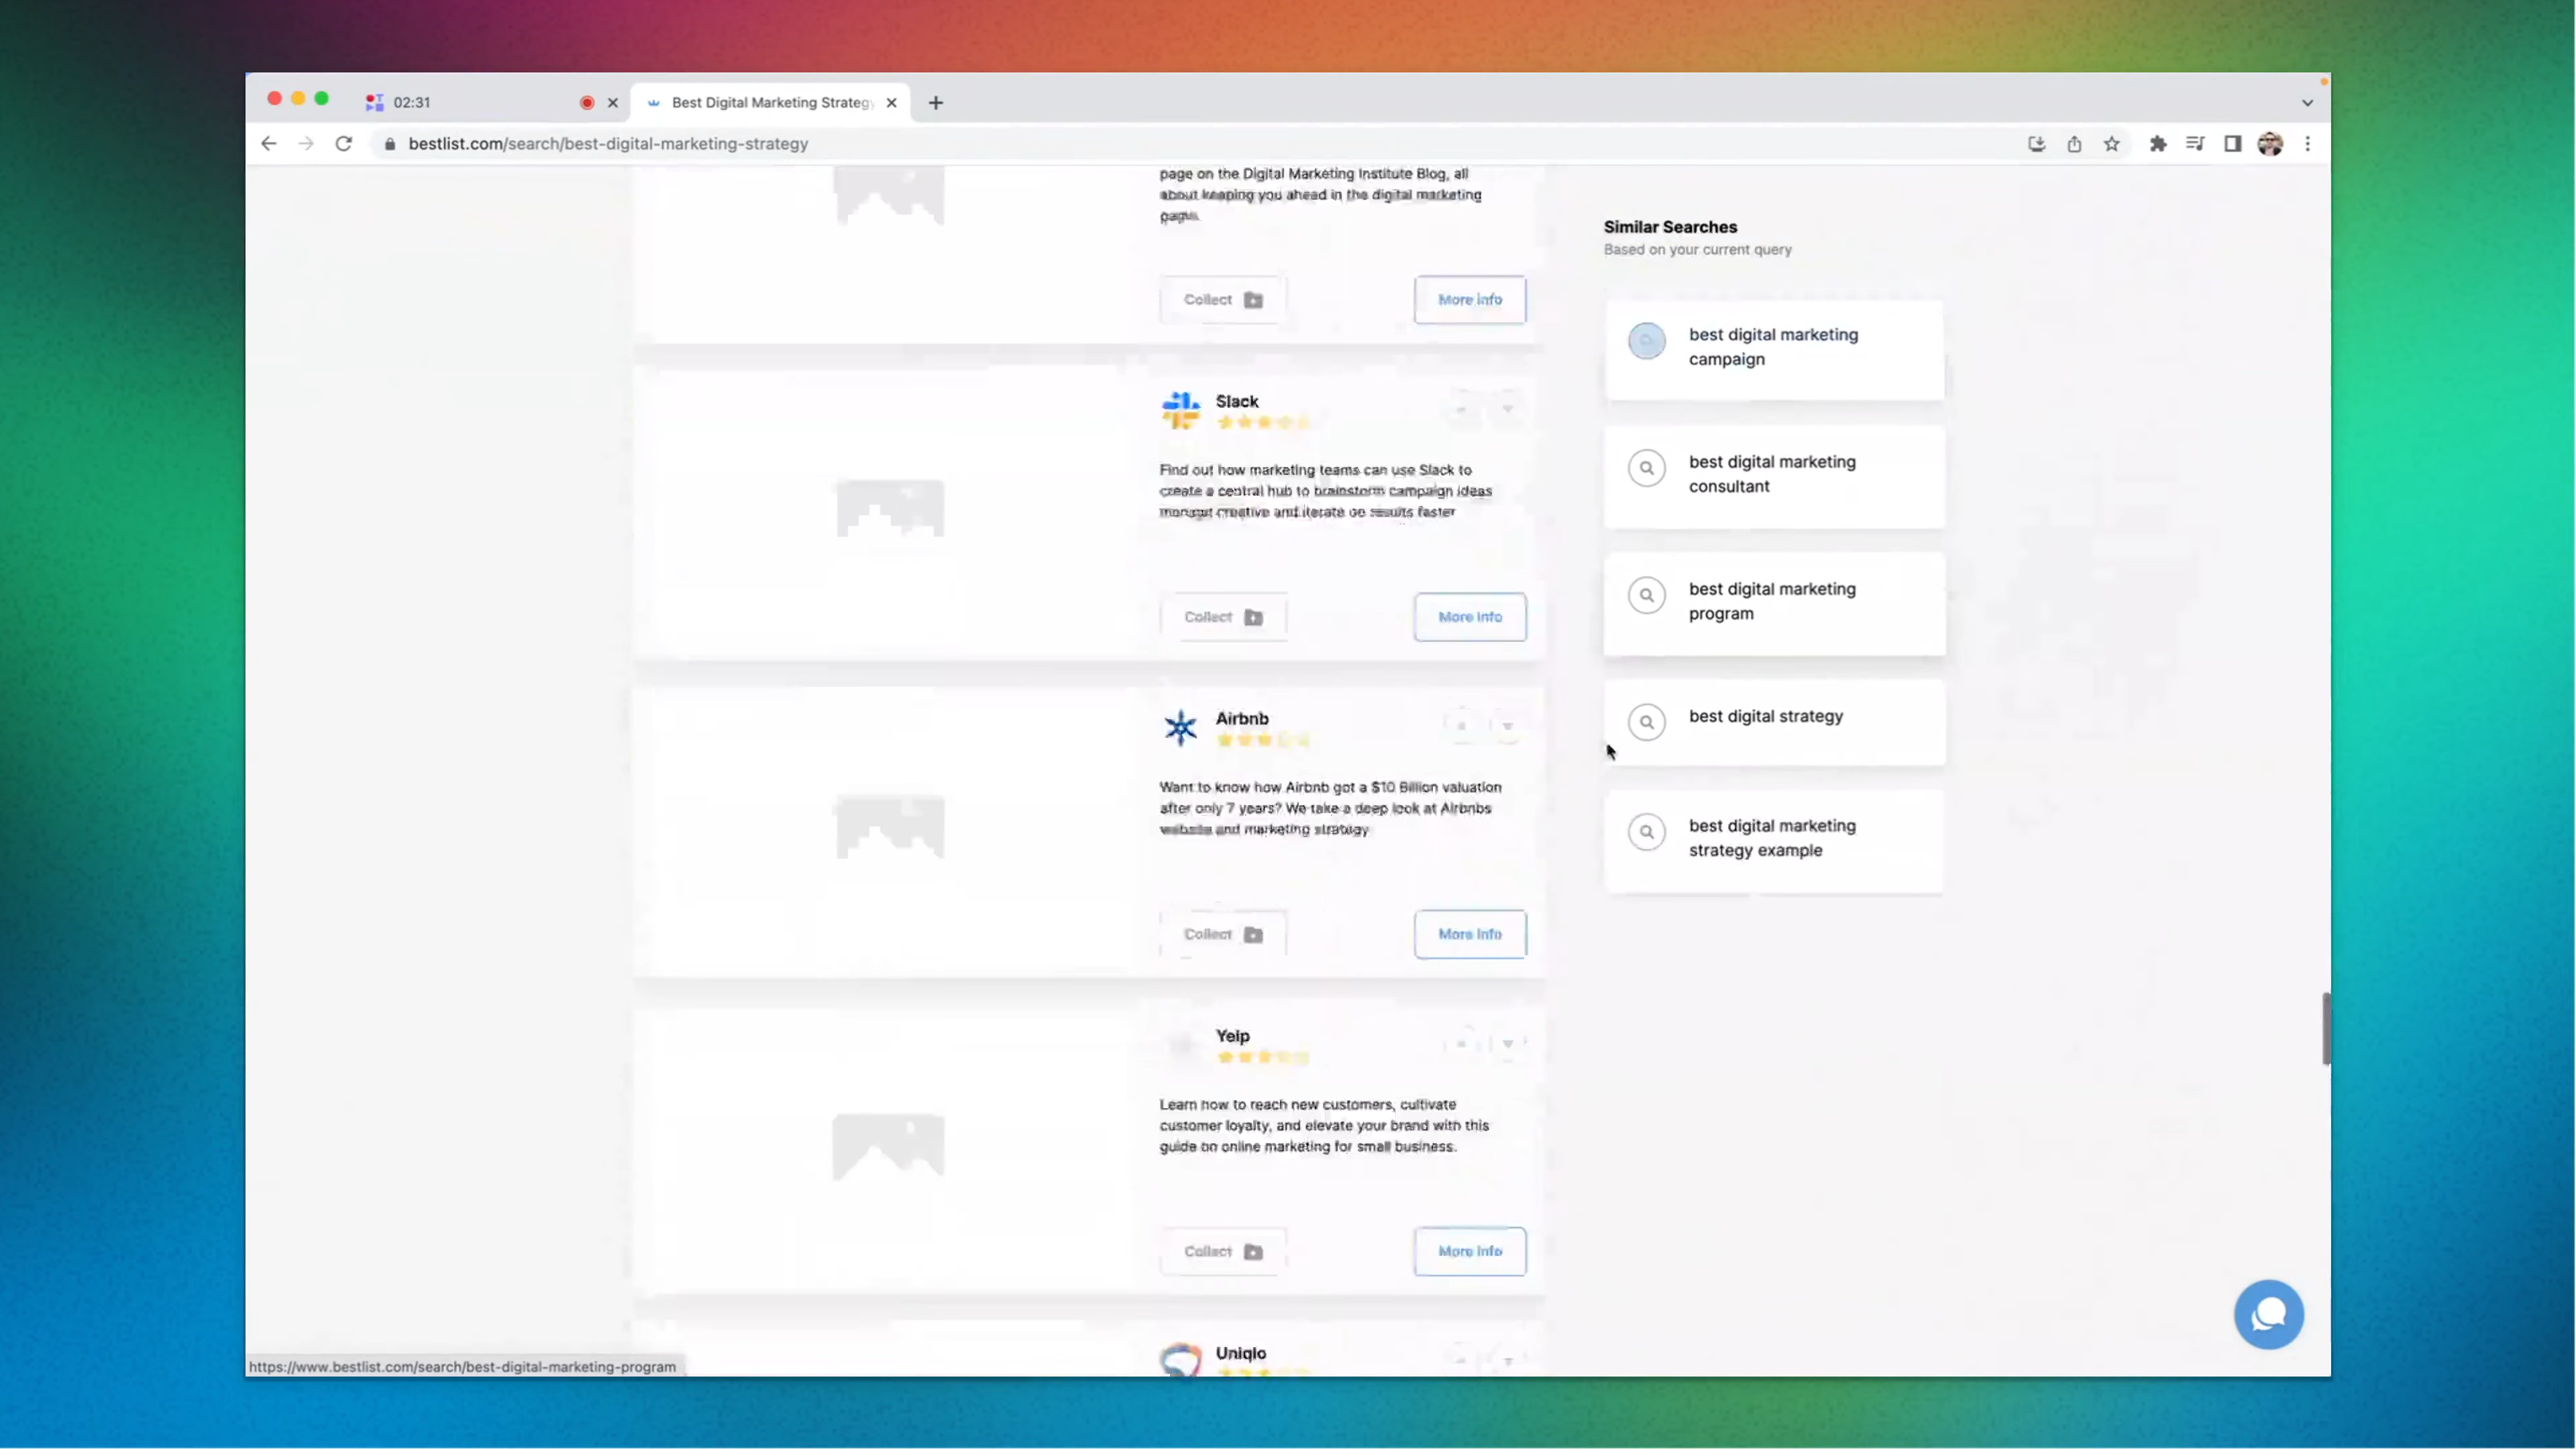 02:31
Best Digital Marketing Strateg
bestlist.com/search/best-digital-marketing-strategy
page on the Digital Marketing Institute Blog, all
about keeping you ahead in the digital marketing
Collect
More info
Slack
Find out how marketing teams can use Slack to
create a central hub to brainstorm campaign ideas
creative and iterate on results faster
Collect
More info
Airbnb
Want to know how Airbnb got a $10 Billion valuation
after only 7 years? We take a deep look at Airbnbs
website and marketing strategy
Collect
More info
Yelp
Learn how to reach new customers, cultivate
customer loyalty, and elevate your brand with this
guide on online marketing for small business.
Collect
More info
Uniqlo
Similar Searches
Based on your current query
best digital marketing
campaign
best digital marketing
consultant
best digital marketing
program
best digital strategy
best digital marketing
strategy example
https://www.bestlist.com/search/best-digital-marketing-program